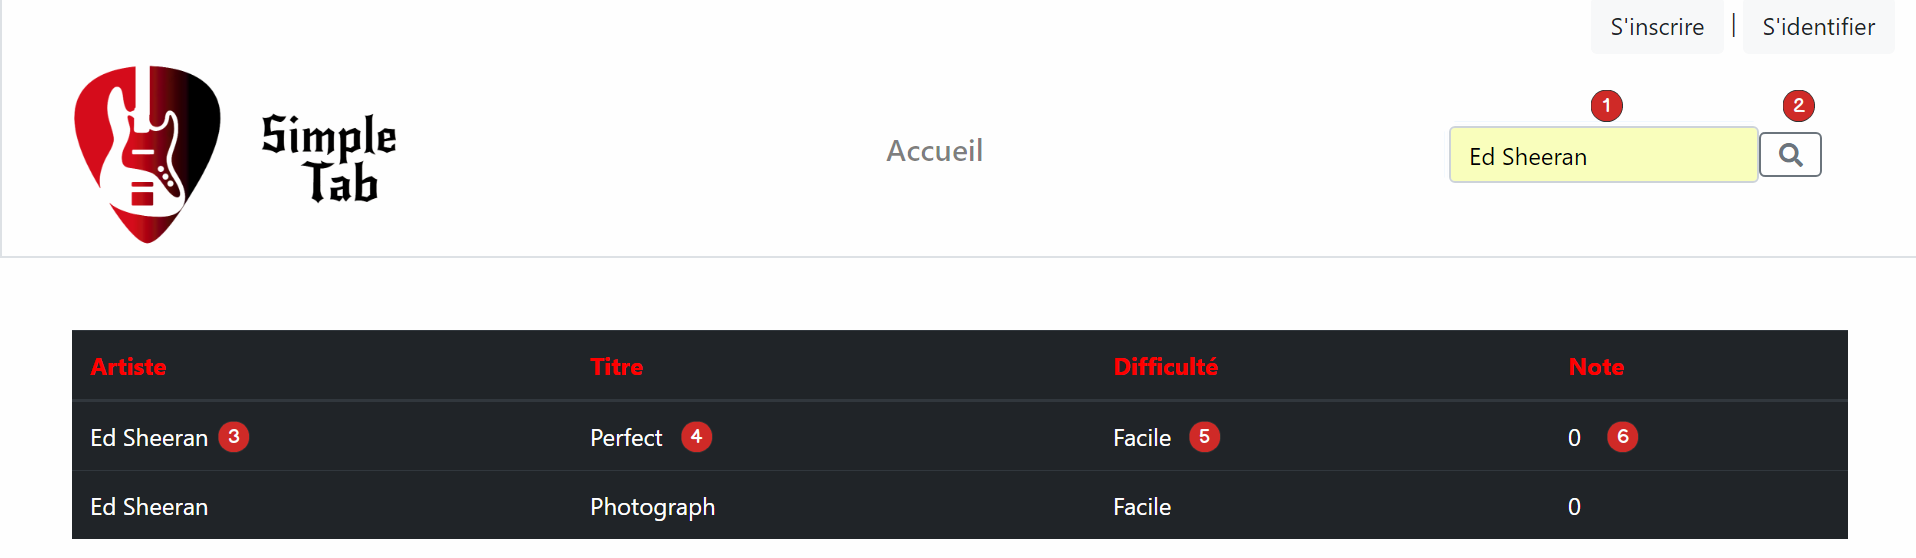 S'inscrire | S'identifier
1 2
Simple
Tab
Accueil
Ed Sheeran
Artiste Titre Difficulté Note
Ed Sheeran 3 Perfect 4 Facile 5 0 6
Ed Sheeran Photograph Facile 0